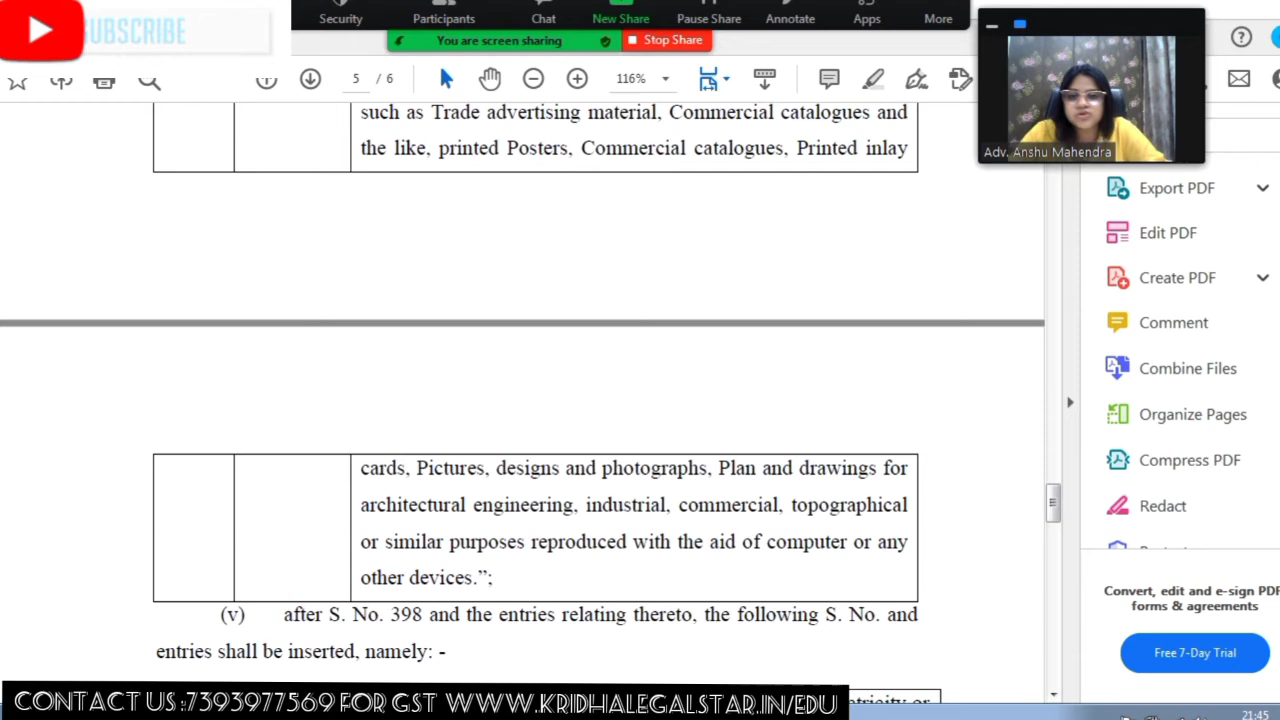 SUBSCRIBE
Security Participants Chat New Share Pause Share Annotate Apps More
You are screen sharing Stop Share
5 / 6 116%
such as Trade advertising material, Commercial catalogues and
the like, printed Posters, Commercial catalogues, Printed inlay
Adv. Anshu Mahendra
Export PDF
Edit PDF
Create PDF
Comment
Combine Files
Organize Pages
Compress PDF
Redact
cards, Pictures, designs and photographs, Plan and drawings for
architectural engineering, industrial, commercial, topographical
or similar purposes reproduced with the aid of computer or any
other devices.”;
(v) after S. No. 398 and the entries relating thereto, the following S. No. and
entries shall be inserted, namely: -
Convert, edit and e-sign PDF
forms & agreements
Free 7-Day Trial
CONTACT US :7393977569 FOR GST WWW.KRIDHALEGALSTAR.IN/EDU
21:45